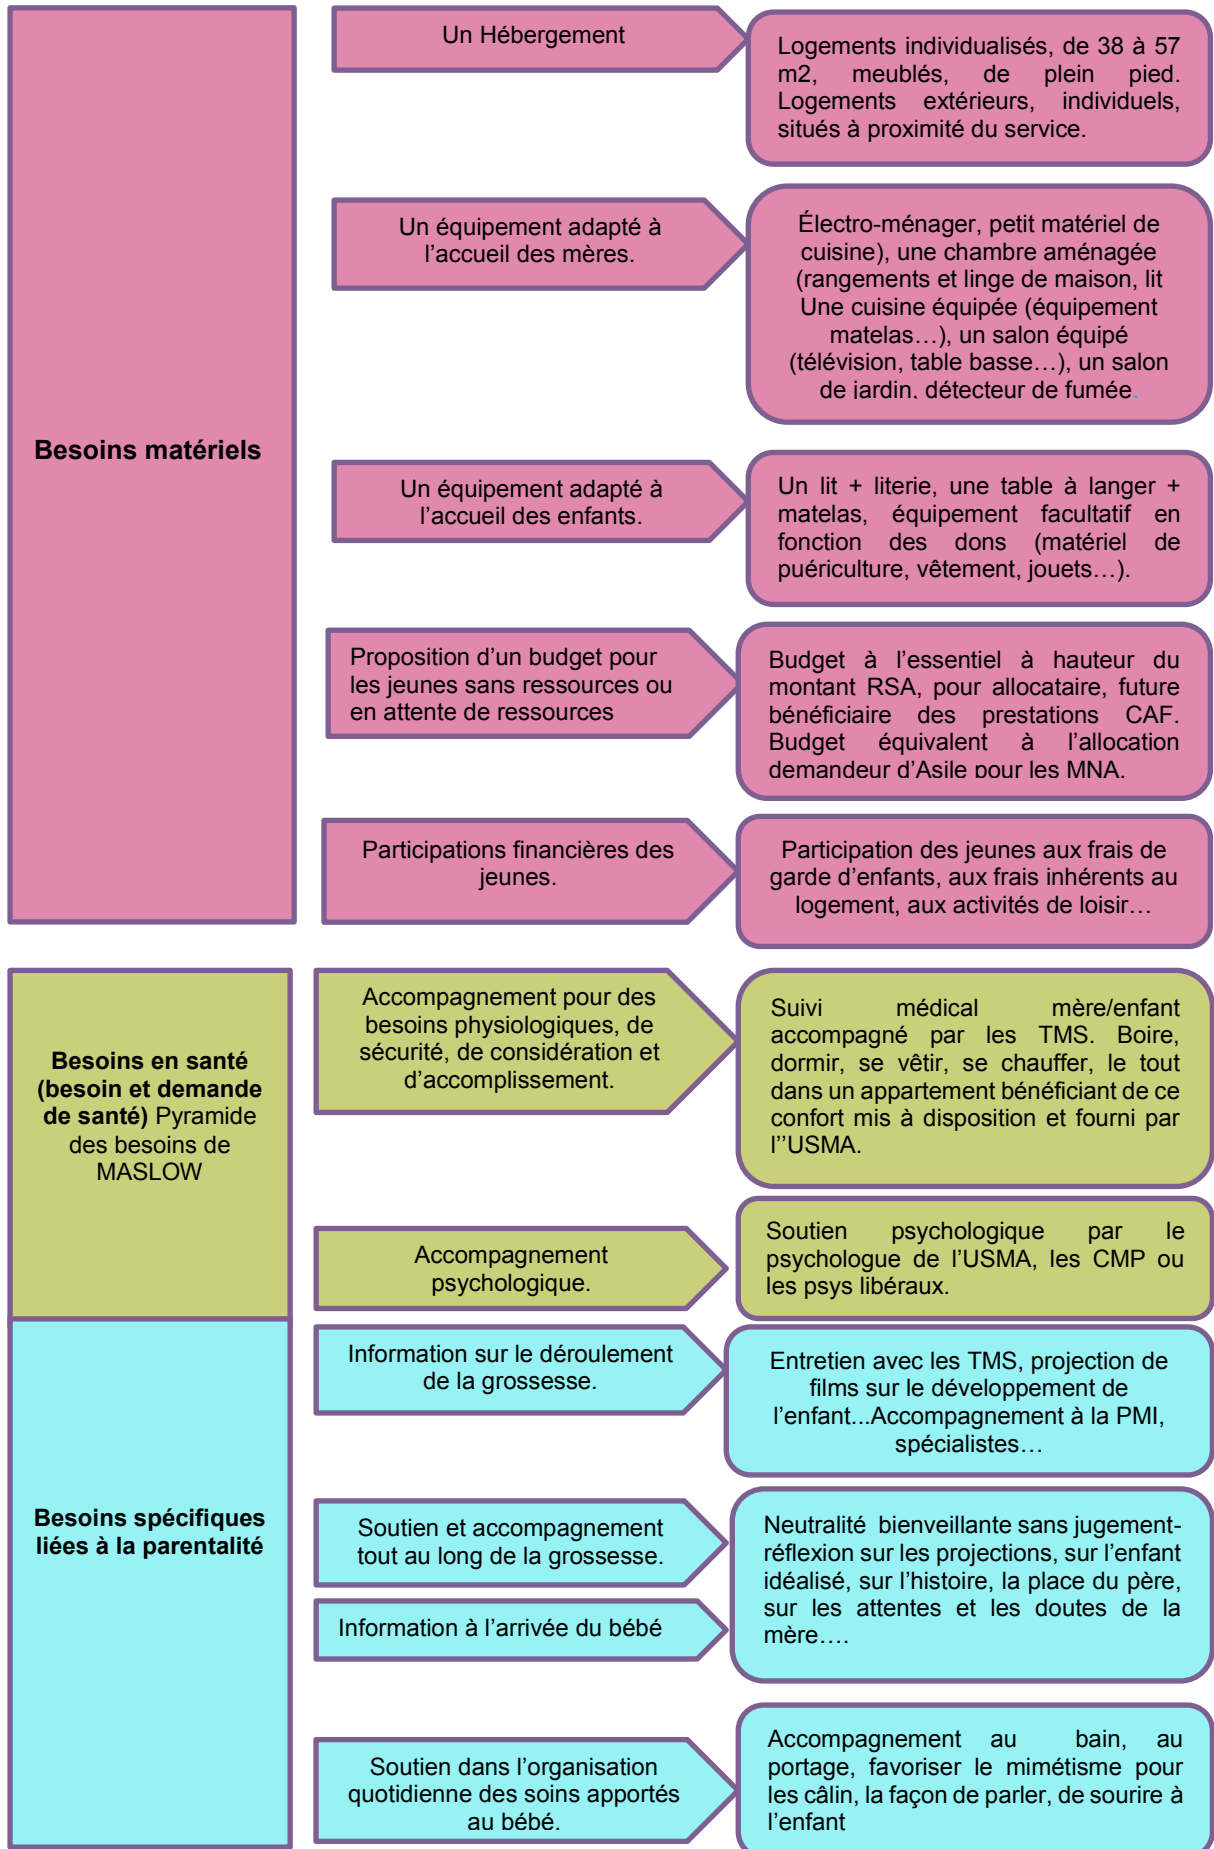 Besoins matériels
Un Hébergement
Logements individualisés, de 38 à 57
m2, meublés, de plein pied.
Logements extérieurs, individuels,
situés à proximité du service.
Un équipement adapté à
l’accueil des mères.
Électro-ménager, petit matériel de
cuisine), une chambre aménagée
(rangements et linge de maison, lit
Une cuisine équipée (équipement
matelas…), un salon équipé
(télévision, table basse…), un salon
de jardin, détecteur de fumée.
Un équipement adapté à
l’accueil des enfants.
Un lit + literie, une table à langer +
matelas, équipement facultatif en
fonction des dons (matériel de
puériculture, vêtement, jouets…).
Proposition d’un budget pour
les jeunes sans ressources ou
en attente de ressources
Budget à l’essentiel à hauteur du
montant RSA, pour allocataire, future
bénéficiaire des prestations CAF.
Budget équivalent à l’allocation
demandeur d’Asile pour les MNA.
Participations financières des
jeunes.
Participation des jeunes aux frais de
garde d’enfants, aux frais inhérents au
logement, aux activités de loisir…
Besoins en santé
(besoin et demande
de santé) Pyramide
des besoins de
MASLOW
Accompagnement pour des
besoins physiologiques, de
sécurité, de considération et
d’accomplissement.
Suivi médical mère/enfant
accompagné par les TMS. Boire,
dormir, se vêtir, se chauffer, le tout
dans un appartement bénéficiant de ce
confort mis à disposition et fourni par
l’’USMA.
Accompagnement
psychologique.
Soutien psychologique par le
psychologue de l’USMA, les CMP ou
les psys libéraux.
Besoins spécifiques
liées à la parentalité
Information sur le déroulement
de la grossesse.
Entretien avec les TMS, projection de
films sur le développement de
l’enfant...Accompagnement à la PMI,
spécialistes…
Soutien et accompagnement
tout au long de la grossesse.
Information à l’arrivée du bébé
Neutralité bienveillante sans jugement-
réflexion sur les projections, sur l’enfant
idéalisé, sur l’histoire, la place du père,
sur les attentes et les doutes de la
mère….
Soutien dans l’organisation
quotidienne des soins apportés
au bébé.
Accompagnement au bain, au
portage, favoriser le mimétisme pour
les câlin, la façon de parler, de sourire à
l’enfant